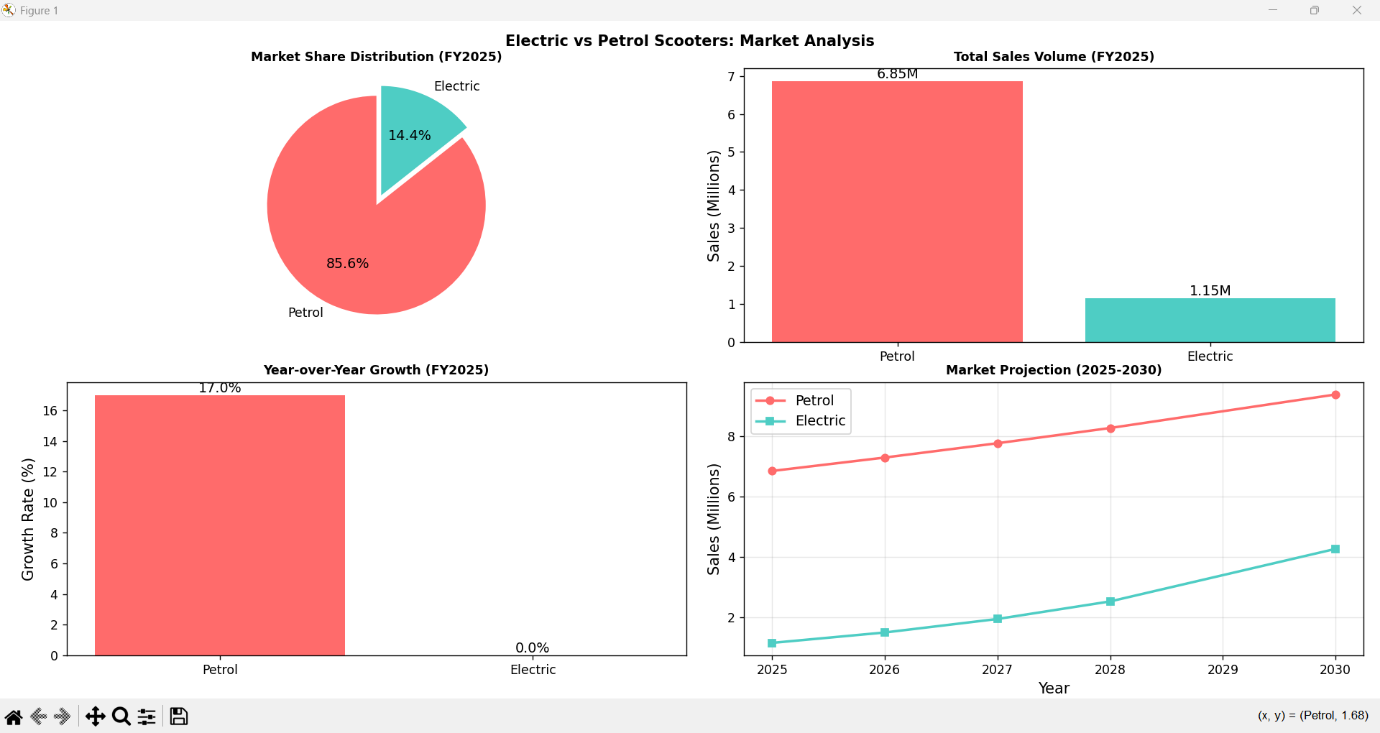 Figure 1
Electric vs Petrol Scooters: Market Analysis
Market Share Distribution (FY2025)
Electric
14.4%
85.6%
Petrol
Total Sales Volume (FY2025)
Sales (Millions)
7
6
5
4
3
2
1
0
6.85M
1.15M
Petrol
Electric
Year-over-Year Growth (FY2025)
Growth Rate (%)
16
14
12
10
8
6
4
2
0
17.0%
0.0%
Petrol
Electric
Market Projection (2025-2030)
Petrol
Electric
Sales (Millions)
8
6
4
2
2025
2026
2027
2028
2029
2030
Year
(x, y) = (Petrol, 1.68)